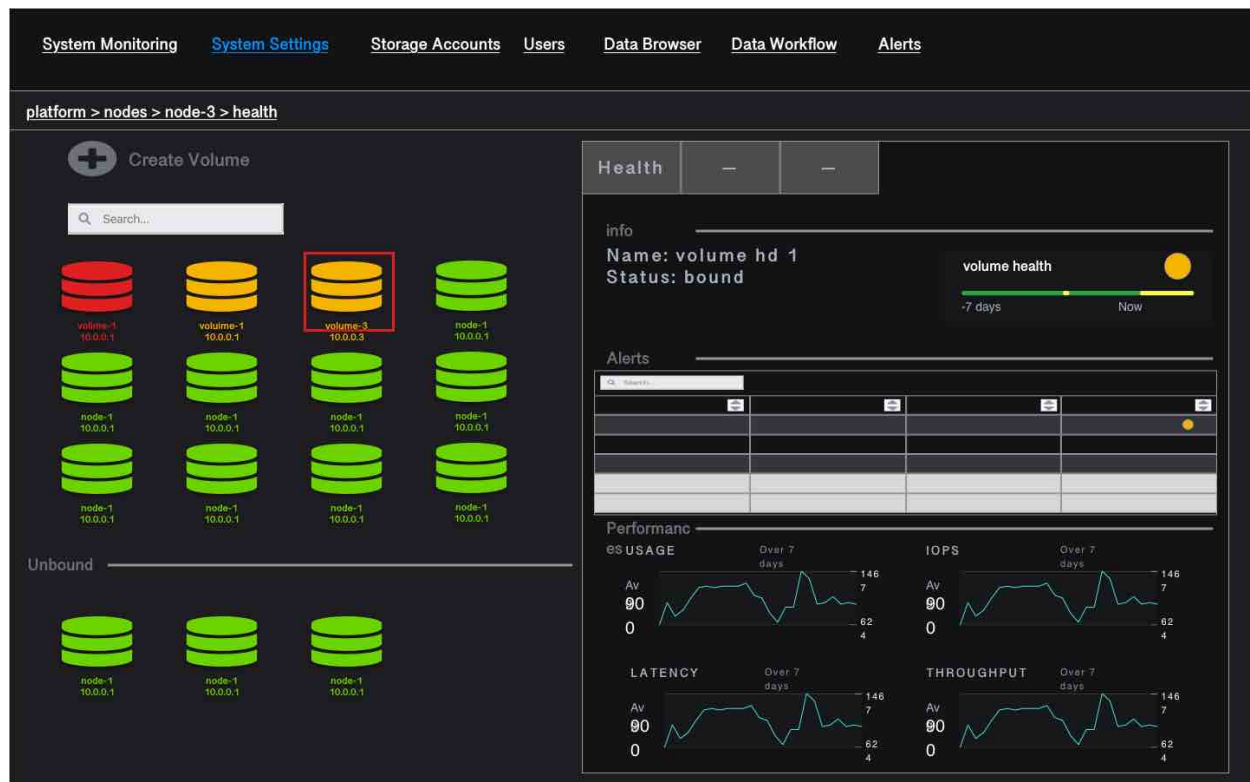 System Monitoring System Settings Storage Accounts Users Data Browser Data Workflow Alerts
platform > nodes > node-3 > health
Create Volume
Search...
volime-1 voluime-1 volume-3 node-1
10.0.0.1 10.0.0.1 10.0.0.3 10.0.0.1
node-1 node-1 node-1 node-1
10.0.0.1 10.0.0.1 10.0.0.1 10.0.0.1
node-1 node-1 node-1 node-1
10.0.0.1 10.0.0.1 10.0.0.1 10.0.0.1
Unbound
node-1 node-1 node-1
10.0.0.1 10.0.0.1 10.0.0.1
Health — —
info
Name: volume hd 1
Status: bound
volume health
-7 days Now
Alerts
Search...
Performanc
es
USAGE Over 7
days
146
7
Av
90
0
62
4
IOPS Over 7
days
146
7
Av
90
0
62
4
LATENCY Over 7
days
146
7
Av
90
0
62
4
THROUGHPUT Over 7
days
146
7
Av
90
0
62
4